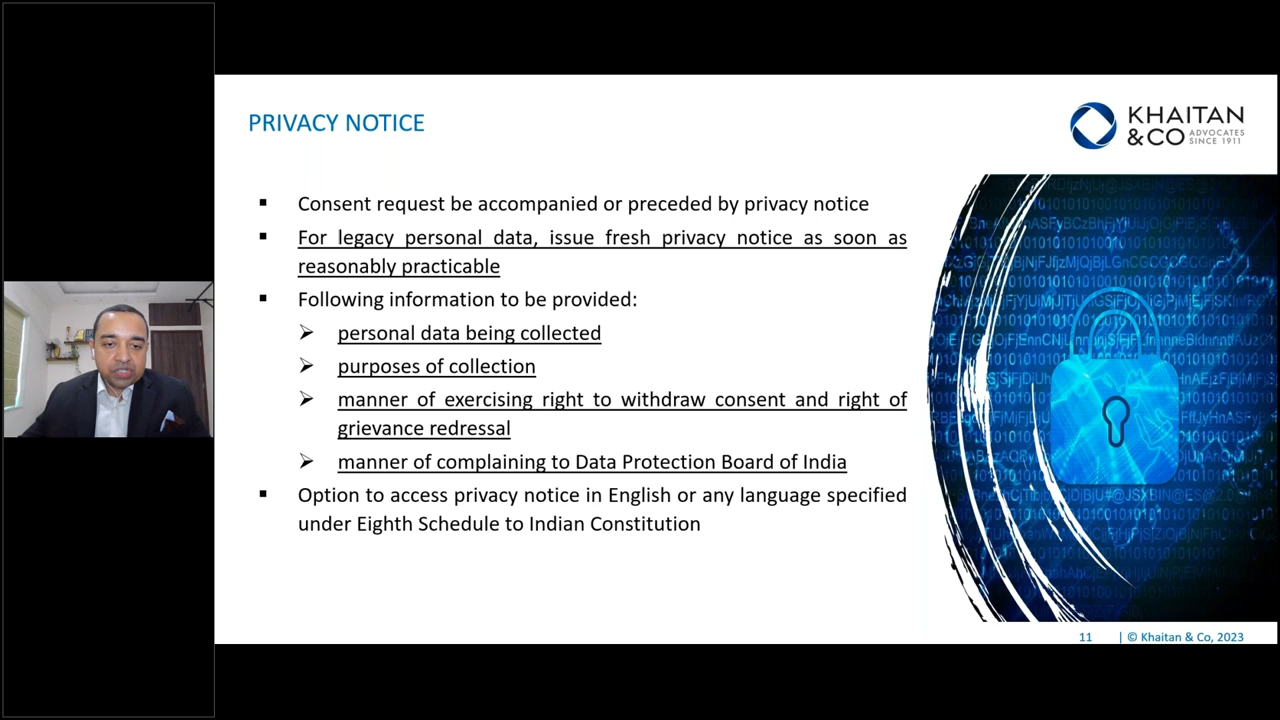 PRIVACY NOTICE
KHAITAN
&CO ADVOCATES
SINCE 1911
▪ Consent request be accompanied or preceded by privacy notice
▪ For legacy personal data, issue fresh privacy notice as soon as
reasonably practicable
▪ Following information to be provided:
➢ personal data being collected
➢ purposes of collection
➢ manner of exercising right to withdraw consent and right of
grievance redressal
➢ manner of complaining to Data Protection Board of India
▪ Option to access privacy notice in English or any language specified
under Eighth Schedule to Indian Constitution
11 | © Khaitan & Co, 2023